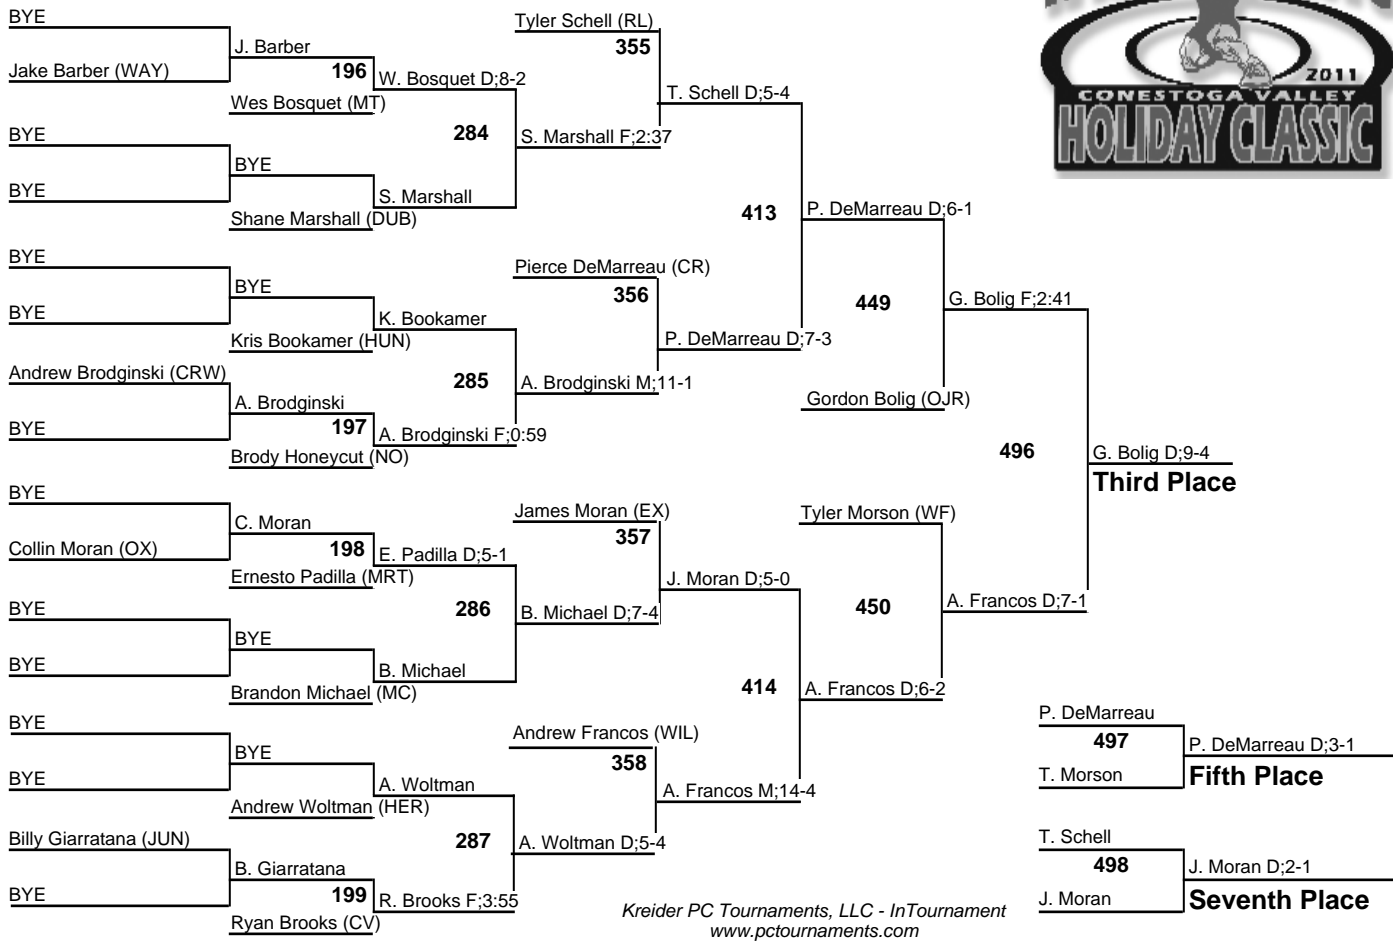 BYE
Tyler Schell (RL)
J. Barber
355
Jake Barber (WAY)
196
W. Bosquet D;8-2
2011
Wes Bosquet (MT)
T. Schell D;5-4
CONESTOGA VALLEY
HOLIDAY CLASSIC
BYE
284
S. Marshall F;2:37
BYE
BYE
S. Marshall
Shane Marshall (DUB)
413
P. DeMarreau D;6-1
BYE
Pierce DeMarreau (CR)
BYE
356
449
G. Bolig F;2:41
BYE
K. Bookamer
Kris Bookamer (HUN)
P. DeMarreau D;7-3
Andrew Brodginski (CRW)
285
A. Brodginski M;11-1
A. Brodginski
Gordon Bolig (OJR)
BYE
197
A. Brodginski F;0:59
496
G. Bolig D;9-4
Brody Honeycut (NO)
Third Place
BYE
James Moran (EX)
Tyler Morson (WF)
C. Moran
357
Collin Moran (OX)
198
E. Padilla D;5-1
Ernesto Padilla (MRT)
J. Moran D;5-0
BYE
286
B. Michael D;7-4
450
A. Francos D;7-1
BYE
BYE
B. Michael
Brandon Michael (MC)
414
A. Francos D;6-2
BYE
Andrew Francos (WIL)
P. DeMarreau
BYE
358
497
P. DeMarreau D;3-1
BYE
A. Woltman
T. Morson
Fifth Place
Andrew Woltman (HER)
A. Francos M;14-4
Billy Giarratana (JUN)
287
A. Woltman D;5-4
T. Schell
B. Giarratana
498
J. Moran D;2-1
BYE
199
R. Brooks F;3:55
J. Moran
Seventh Place
Ryan Brooks (CV)
Kreider PC Tournaments, LLC - InTournament
www.pctournaments.com